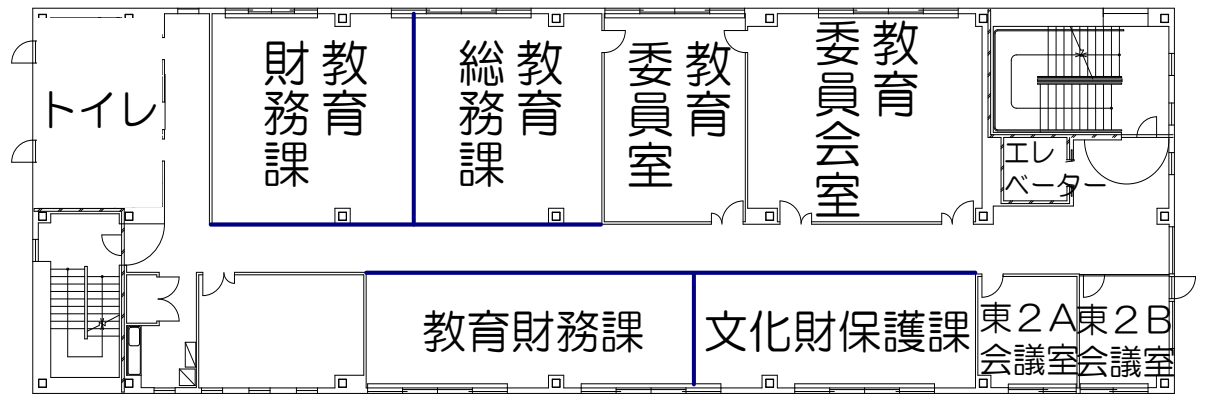 トイレ
教育
財務課
教育
総務課
教育
委員室
教育
委員会室
エレ
ベーター
教育財務課
文化財保護課
東2A
会議室
東2B
会議室